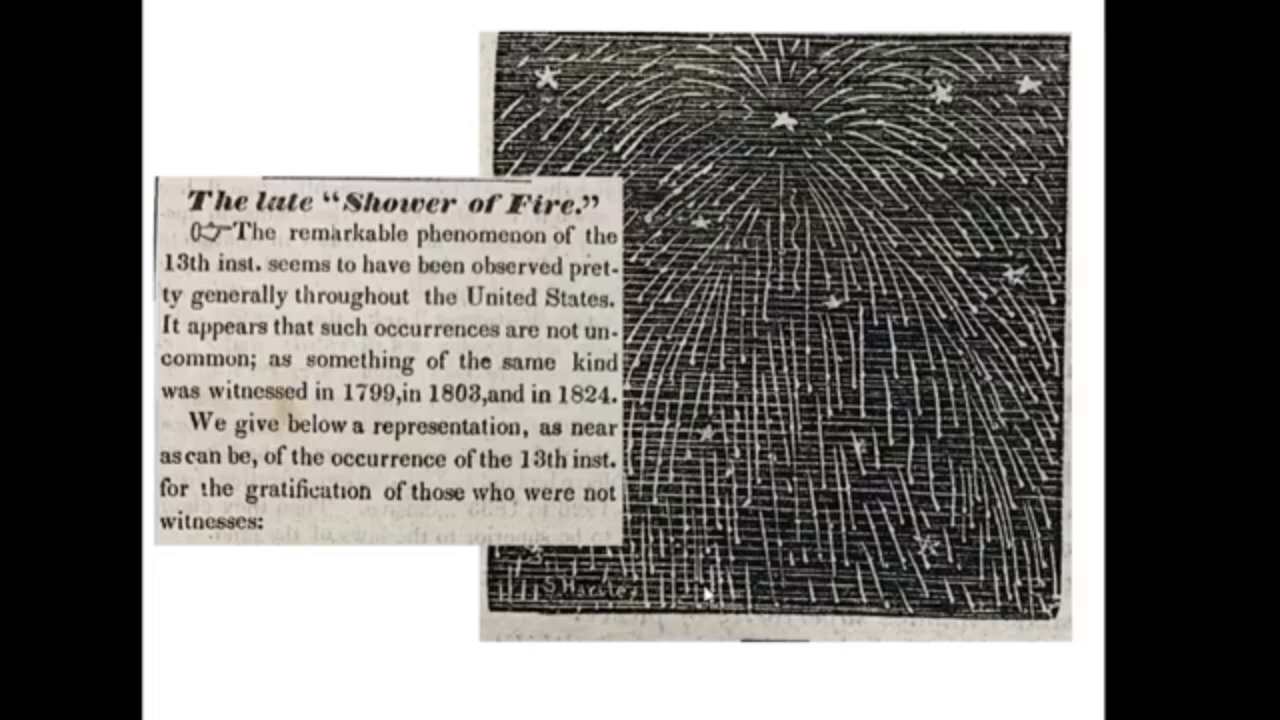 The late “Shower of Fire.”
☞The remarkable phenomenon of the
13th inst. seems to have been observed pret-
ty generally throughout the United States.
It appears that such occurrences are not un-
common; as something of the same kind
was witnessed in 1799,in 1803,and in 1824.
We give below a representation, as near
as can be, of the occurrence of the 13th inst.
for the gratification of those who were not
witnesses: